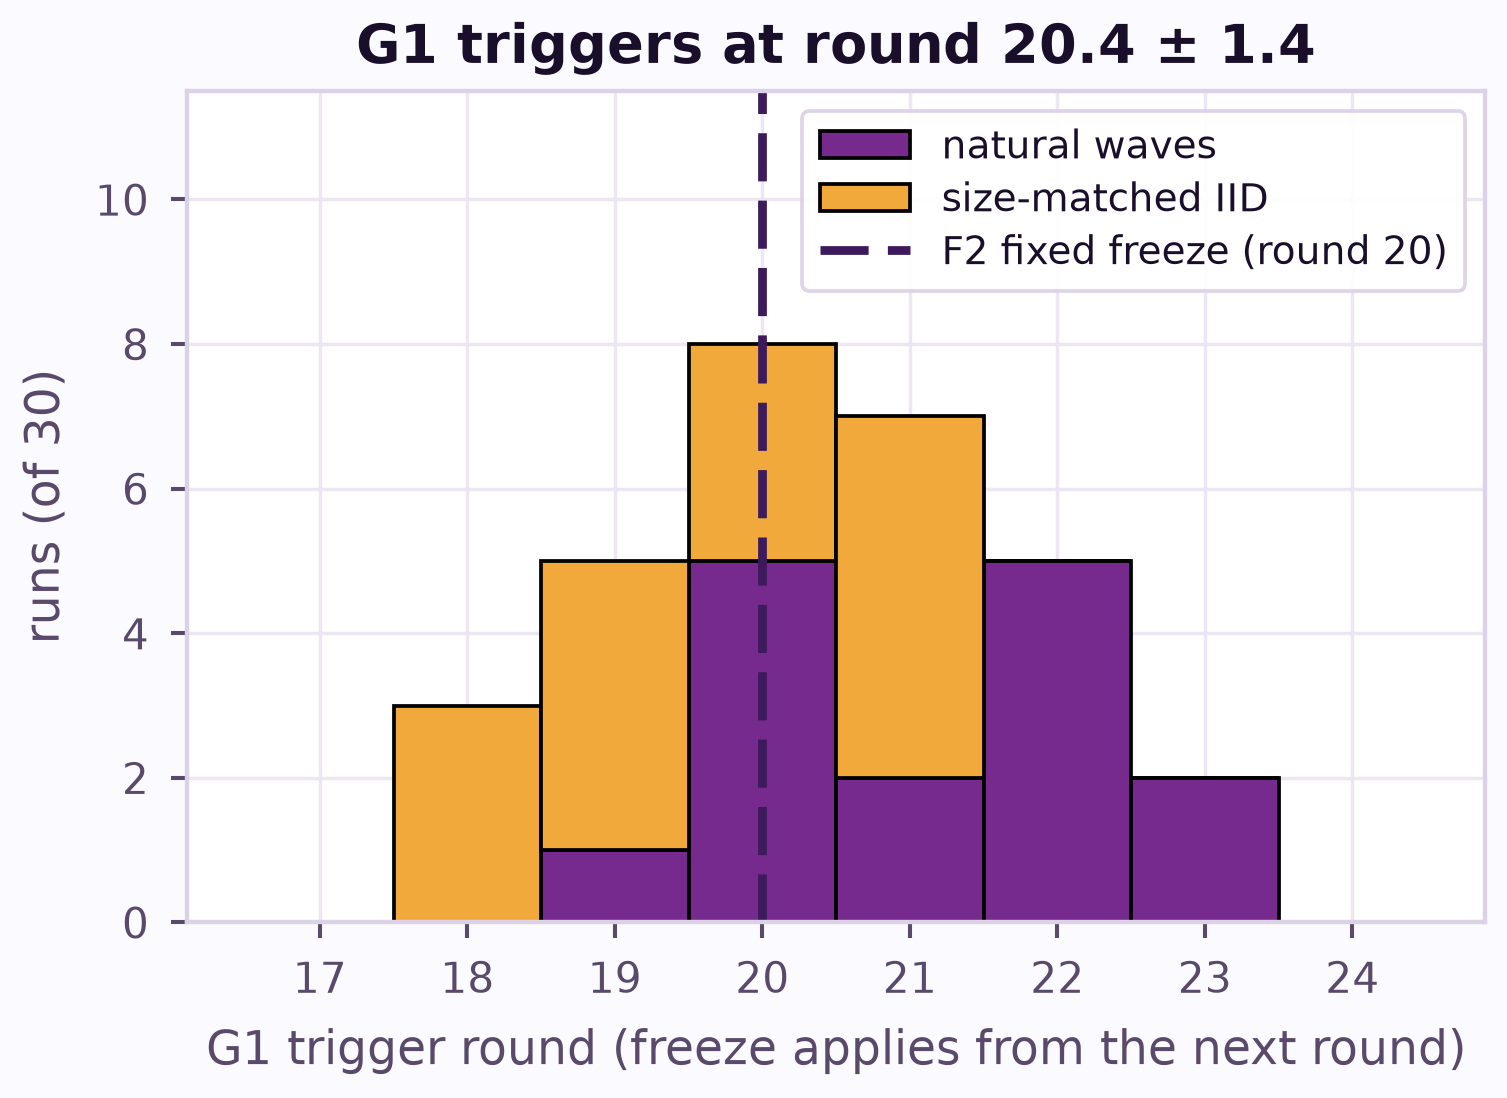 G1 triggers at round 20.4 ± 1.4
natural waves
size-matched IID
F2 fixed freeze (round 20)
runs (of 30)
10
8
6
4
2
0
17 18 19 20 21 22 23 24
G1 trigger round (freeze applies from the next round)